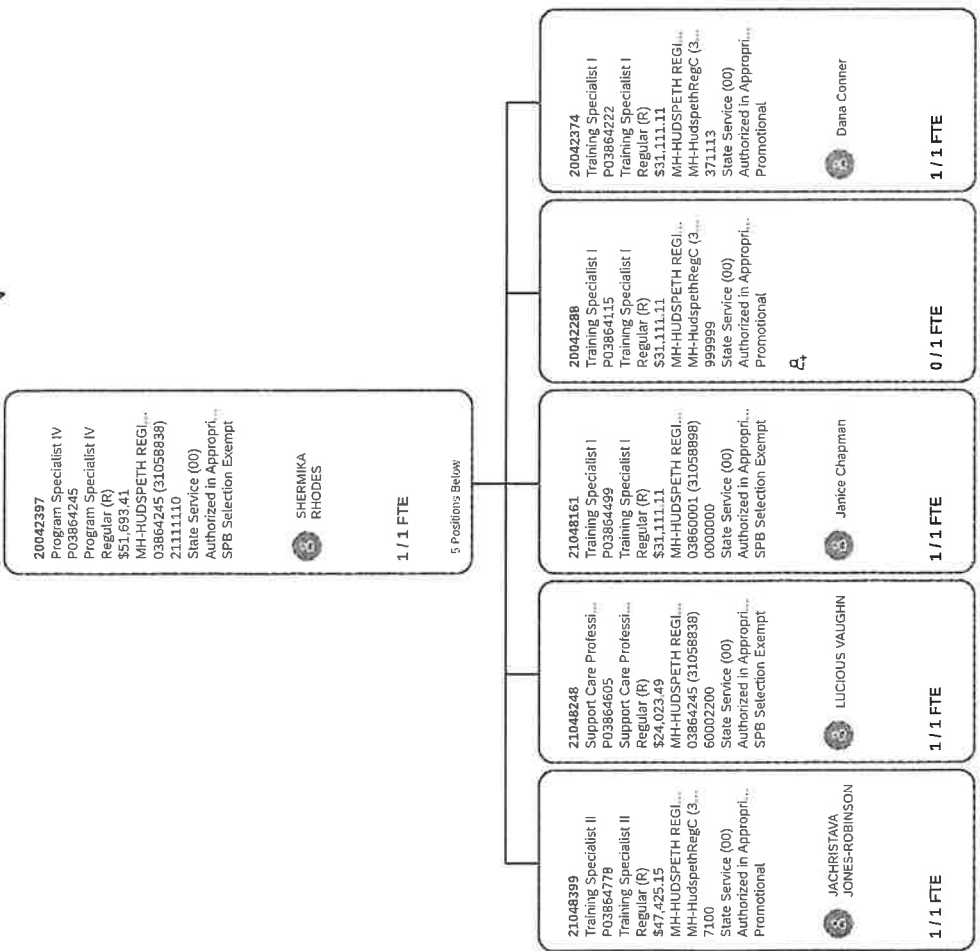 20042397
Program Specialist IV
P03864245
Program Specialist IV
Regular (R)
$51,693.41
MH-HUDSPETH REGI...
03864245 (31058838)
21111110
State Service (00)
Authorized in Appropri...
SPB Selection Exempt
SHERMIKA
RHODES
1 / 1 FTE
5 Positions Below
21048399
Training Specialist II
P03864778
Training Specialist II
Regular (R)
$47,425.15
MH-HUDSPETH REGI...
MH-HudspethRegC (3...
7100
State Service (00)
Authorized in Appropri...
Promotional
JACHRISTAVA
JONES-ROBINSON
1 / 1 FTE
21048248
Support Care Professi...
P03864605
Support Care Professi...
Regular (R)
$24,023.49
MH-HUDSPETH REGI...
03864245 (31058838)
60002200
State Service (00)
Authorized in Appropri...
SPB Selection Exempt
LUCIOUS VAUGHN
1 / 1 FTE
21048161
Training Specialist I
P03864499
Training Specialist I
Regular (R)
$31,111.11
MH-HUDSPETH REGI...
03860001 (31058898)
0000000
State Service (00)
Authorized in Appropri...
SPB Selection Exempt
Janice Chapman
1 / 1 FTE
20042288
Training Specialist I
P03864115
Training Specialist I
Regular (R)
$31,111.11
MH-HUDSPETH REGI...
MH-HudspethRegC (3...
999999
State Service (00)
Authorized in Appropri...
Promotional
0 / 1 FTE
20042374
Training Specialist I
P03864222
Training Specialist I
Regular (R)
$31,111.11
MH-HUDSPETH REGI...
MH-HudspethRegC (3...
371113
State Service (00)
Authorized in Appropri...
Promotional
Dana Conner
1 / 1 FTE